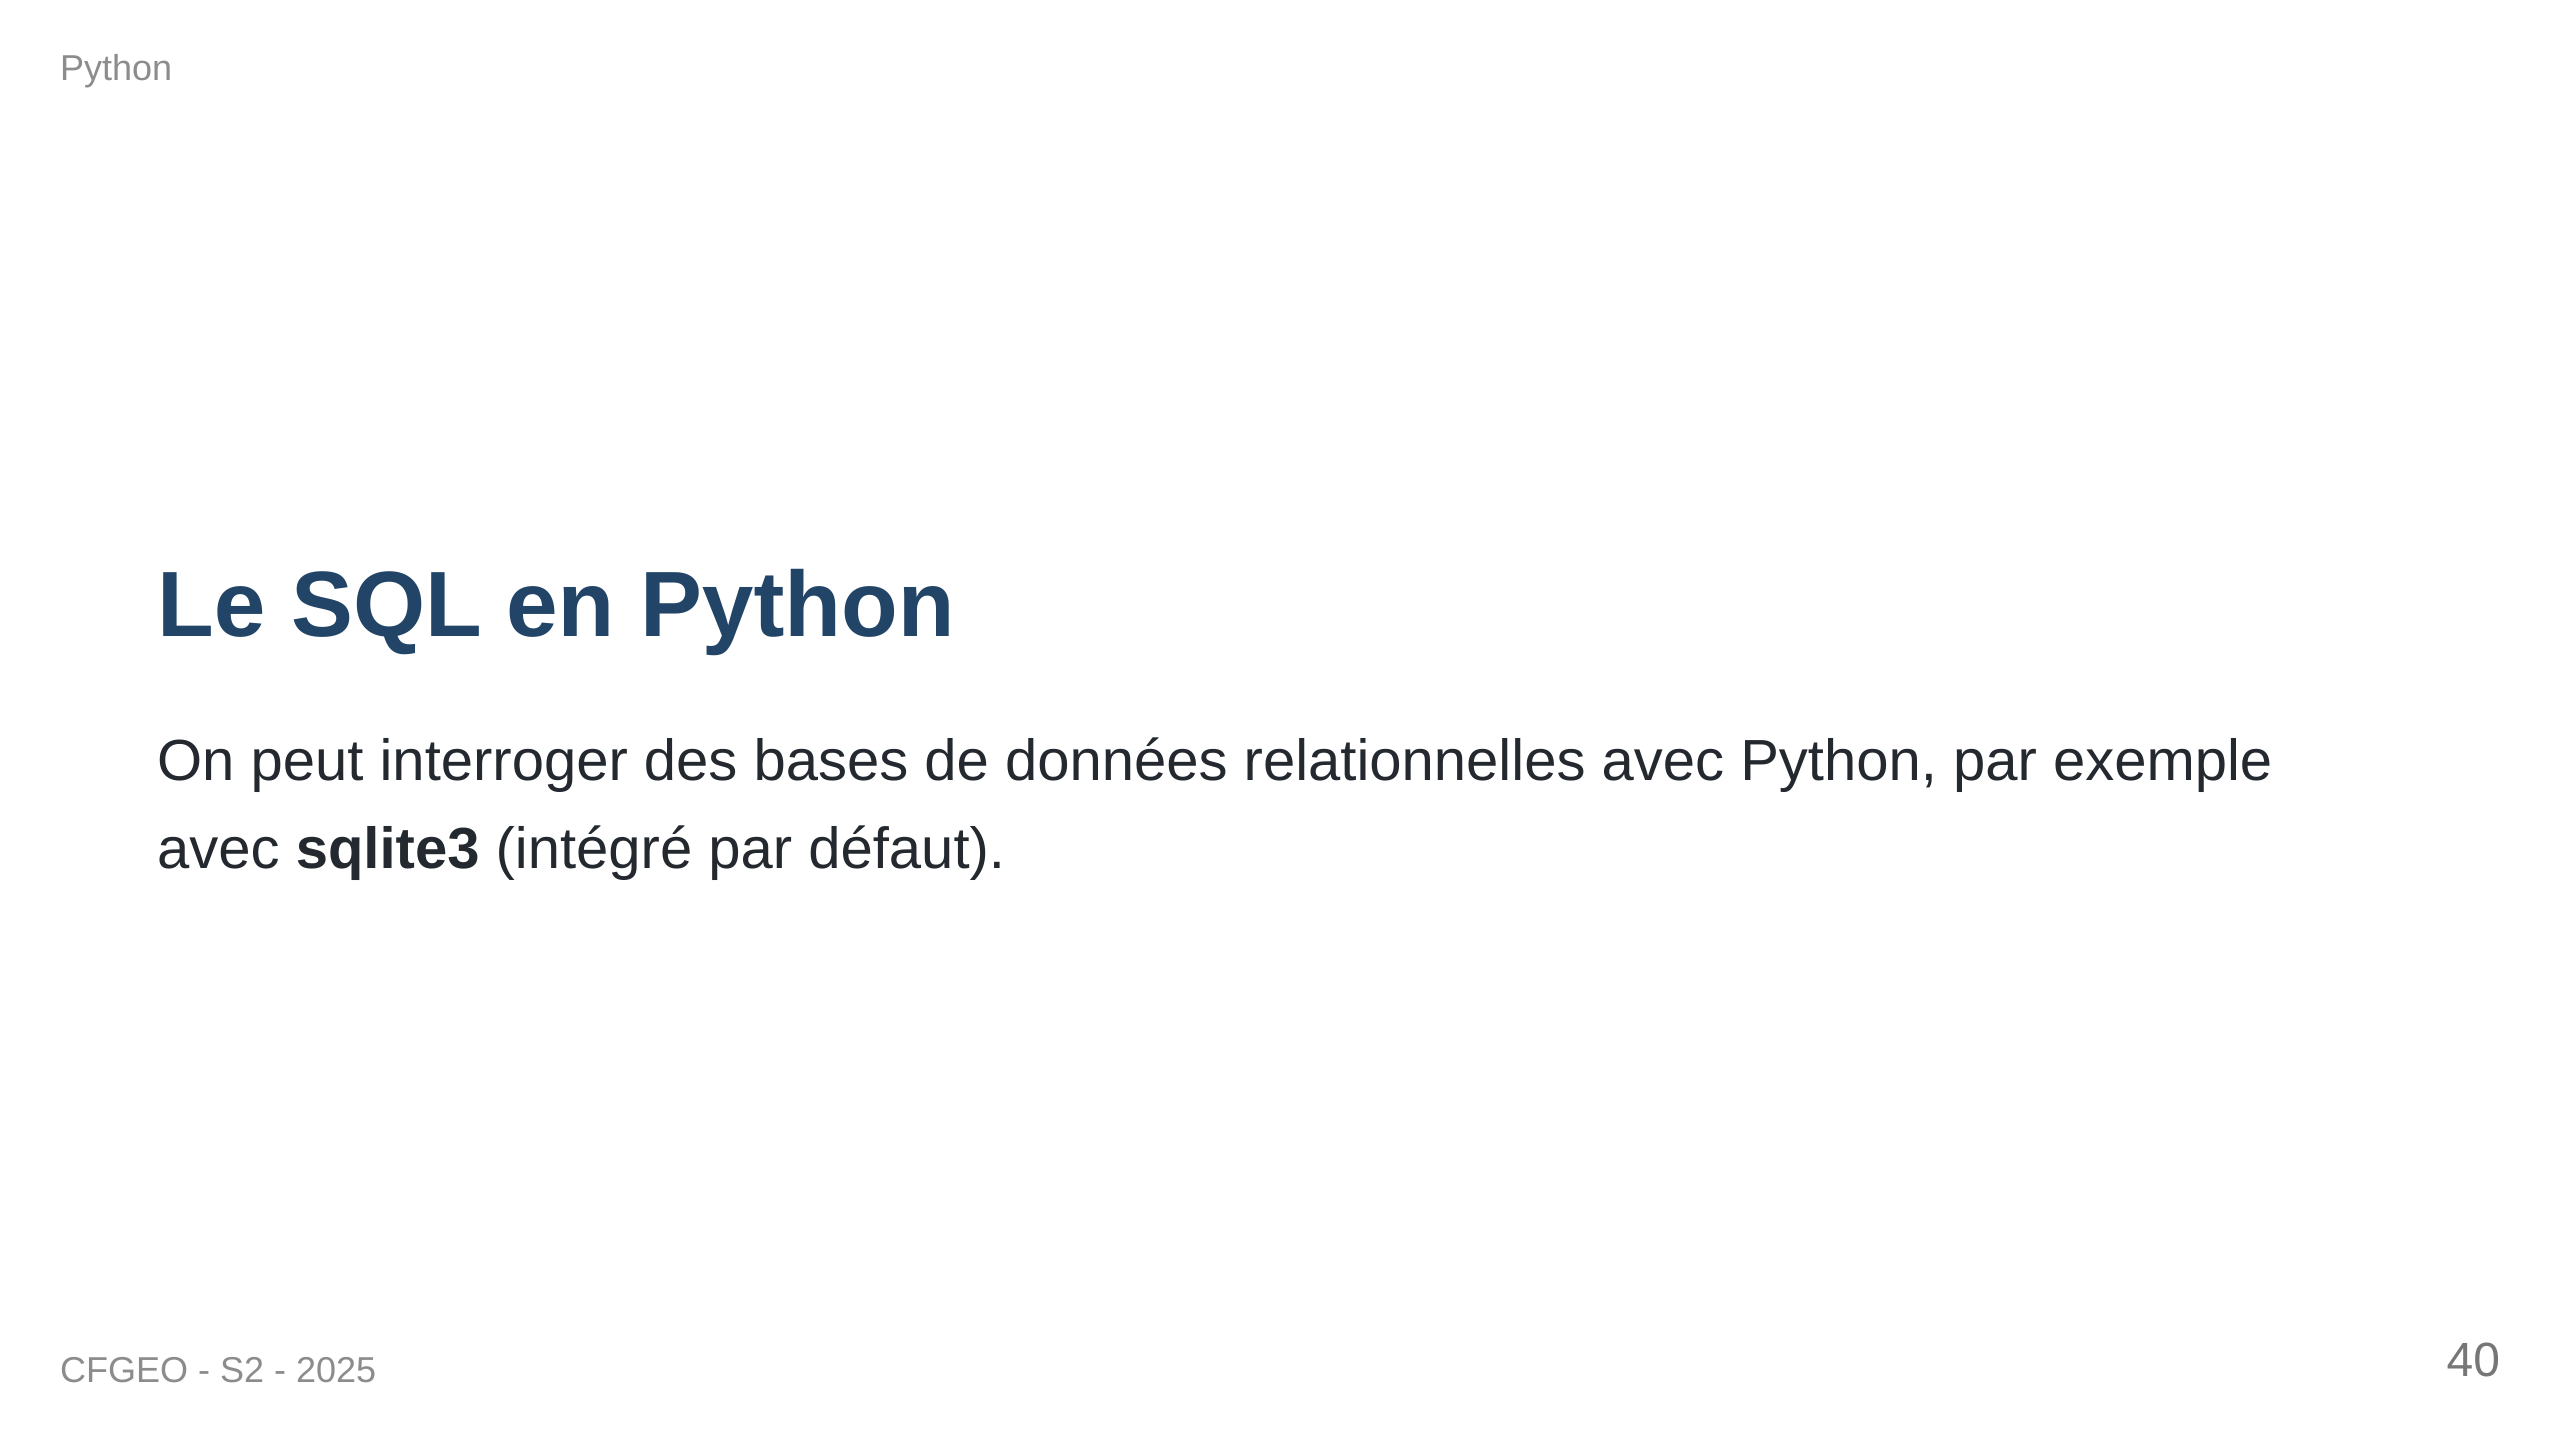 Python
Le SQL en Python
On peut interroger des bases de données relationnelles avec Python, par exemple
avec sqlite3 (intégré par défaut).
CFGEO - S2 - 2025
40